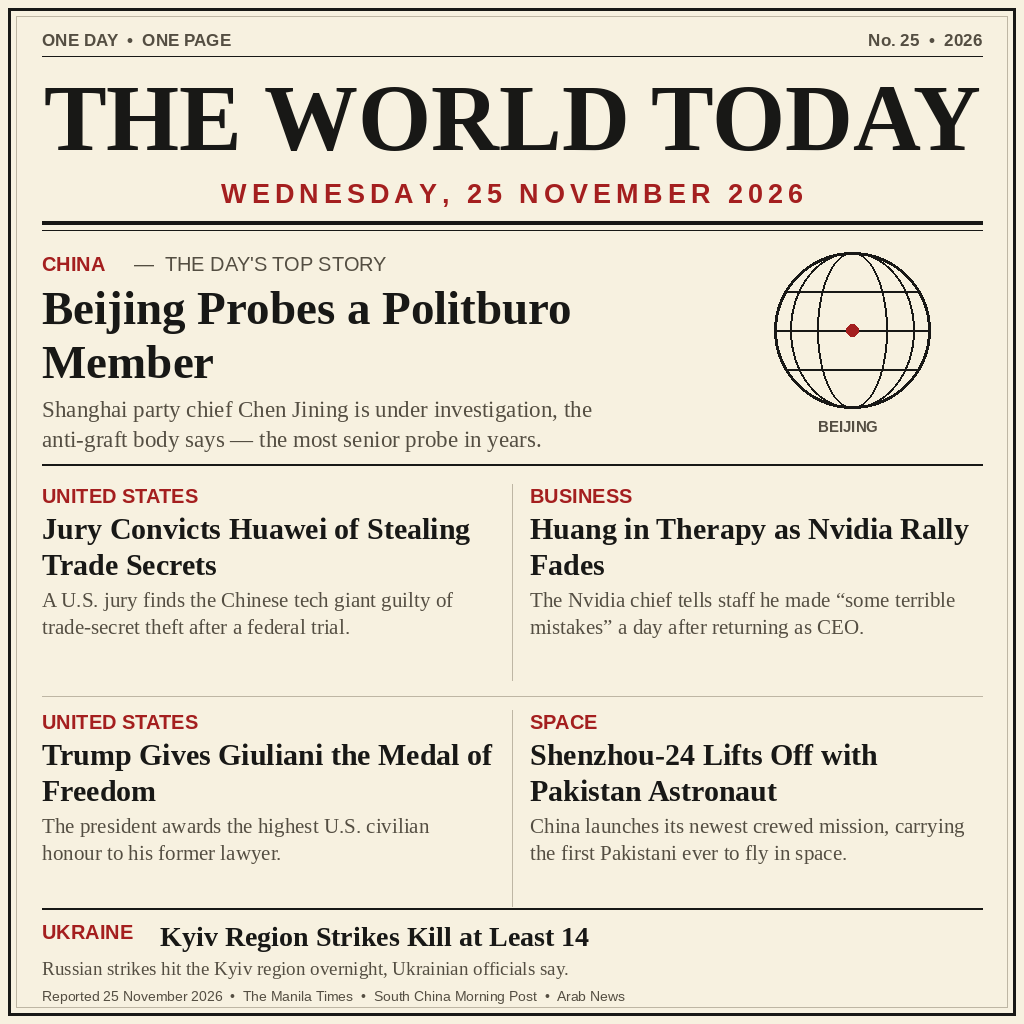 ONE DAY • ONE PAGE
No. 25 • 2026
THE WORLD TODAY
WEDNESDAY, 25 NOVEMBER 2026
CHINA — THE DAY'S TOP STORY
Beijing Probes a Politburo
Member
Shanghai party chief Chen Jining is under investigation, the
anti-graft body says — the most senior probe in years.
BEIJING
UNITED STATES
Jury Convicts Huawei of Stealing
Trade Secrets
A U.S. jury finds the Chinese tech giant guilty of
trade-secret theft after a federal trial.
BUSINESS
Huang in Therapy as Nvidia Rally
Fades
The Nvidia chief tells staff he made “some terrible
mistakes” a day after returning as CEO.
UNITED STATES
Trump Gives Giuliani the Medal of
Freedom
The president awards the highest U.S. civilian
honour to his former lawyer.
SPACE
Shenzhou-24 Lifts Off with
Pakistan Astronaut
China launches its newest crewed mission, carrying
the first Pakistani ever to fly in space.
UKRAINE Kyiv Region Strikes Kill at Least 14
Russian strikes hit the Kyiv region overnight, Ukrainian officials say.
Reported 25 November 2026 • The Manila Times • South China Morning Post • Arab News